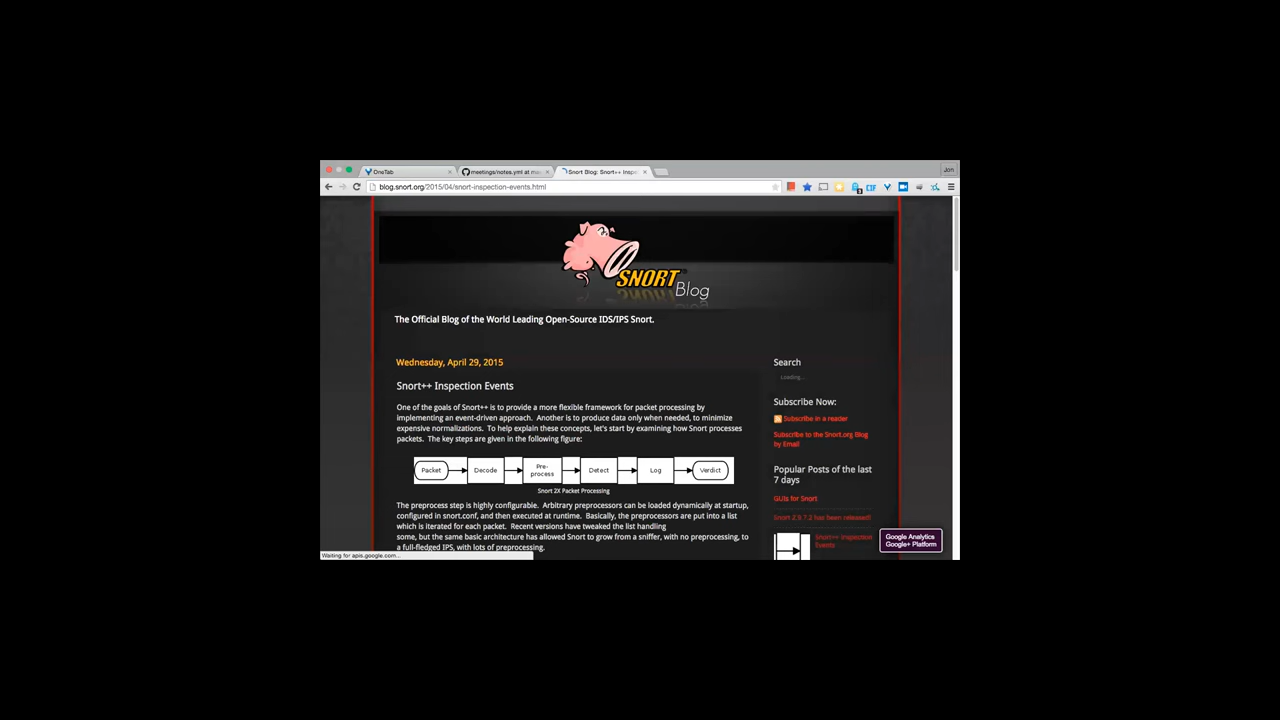 OneTab
meetings/notes.yml at ma
Snort Blog: Snort++ Inspe
Jon
blog.snort.org/2015/04/snort-inspection-events.html
CIF
3
SNORT
Blog
The Official Blog of the World Leading Open-Source IDS/IPS Snort.
Wednesday, April 29, 2015
Snort++ Inspection Events
One of the goals of Snort++ is to provide a more flexible framework for packet processing by
implementing an event-driven approach.  Another is to produce data only when needed, to minimize
expensive normalizations.  To help explain these concepts, let's start by examining how Snort processes
packets.  The key steps are given in the following figure:
Packet
Decode
Pre-
process
Detect
Log
Verdict
Snort 2X Packet Processing
The preprocess step is highly configurable.  Arbitrary preprocessors can be loaded dynamically at startup,
configured in snort.conf, and then executed at runtime.  Basically, the preprocessors are put into a list
which is iterated for each packet.  Recent versions have tweaked the list handling
some, but the same basic architecture has allowed Snort to grow from a sniffer, with no preprocessing, to
a full-fledged IPS, with lots of preprocessing.
Search
Loading...
Subscribe Now:
Subscribe in a reader
Subscribe to the Snort.org Blog
by Email
Popular Posts of the last
7 days
GUIs for Snort
Snort 2.9.7.2 has been released!
Snort++ Inspection
Events
Google Analytics
Google+ Platform
Waiting for apis.google.com...